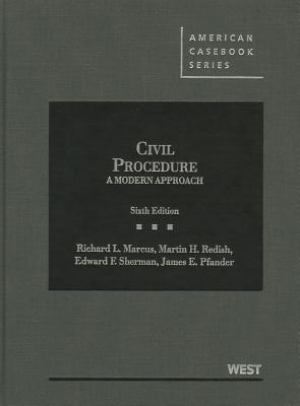 AMERICAN
CASEBOOK
SERIES
CIVIL
PROCEDURE
A MODERN APPROACH
Sixth Edition
Richard L. Marcus, Martin H. Redish,
Edward F. Sherman, James E. Pfander
WEST